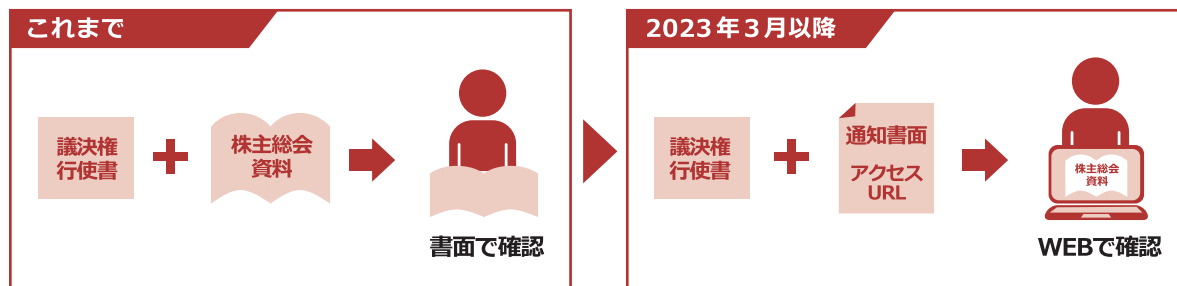 これまで
議決権
行使書
株主総会
資料
書面で確認
2023年3月以降
議決権
行使書
通知書面
アクセス
URL
株主総会
資料
WEBで確認